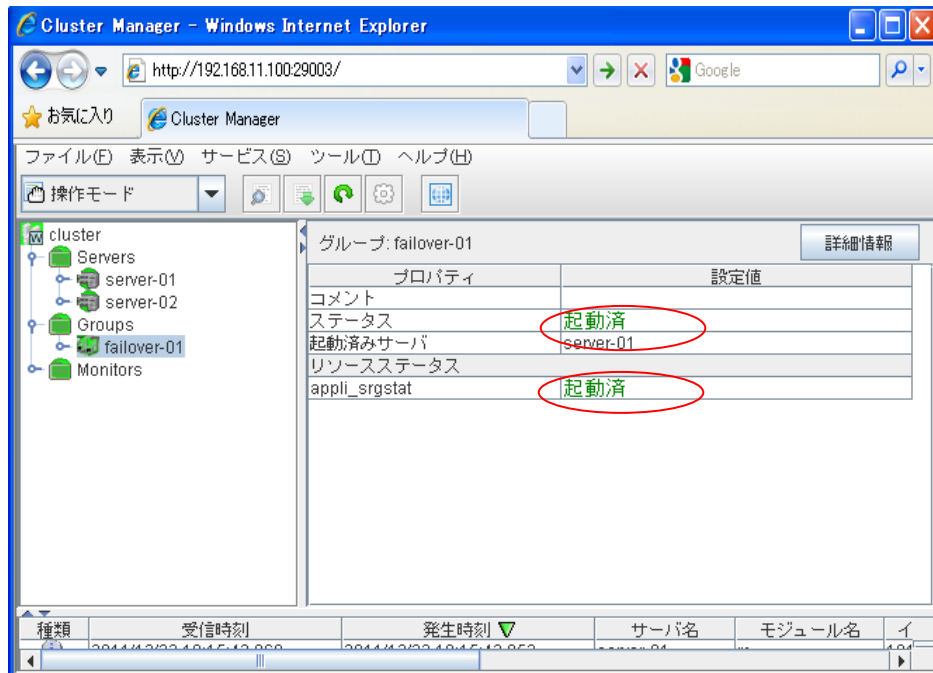 Cluster Manager - Windows Internet Explorer
http://192.168.11.100:29003/
Google
お気に入り
Cluster Manager
ファイル(F) 表示(V) サービス(S) ツール(T) ヘルプ(H)
操作モード
cluster
Servers
server-01
server-02
Groups
failover-01
Monitors
グループ: failover-01
詳細情報
プロパティ 設定値
コメント
ステータス 起動済
起動済みサーバ server-01
リソースステータス
appli_srgstat 起動済
種類 受信時刻 発生時刻 サーバ名 モジュール名 イ